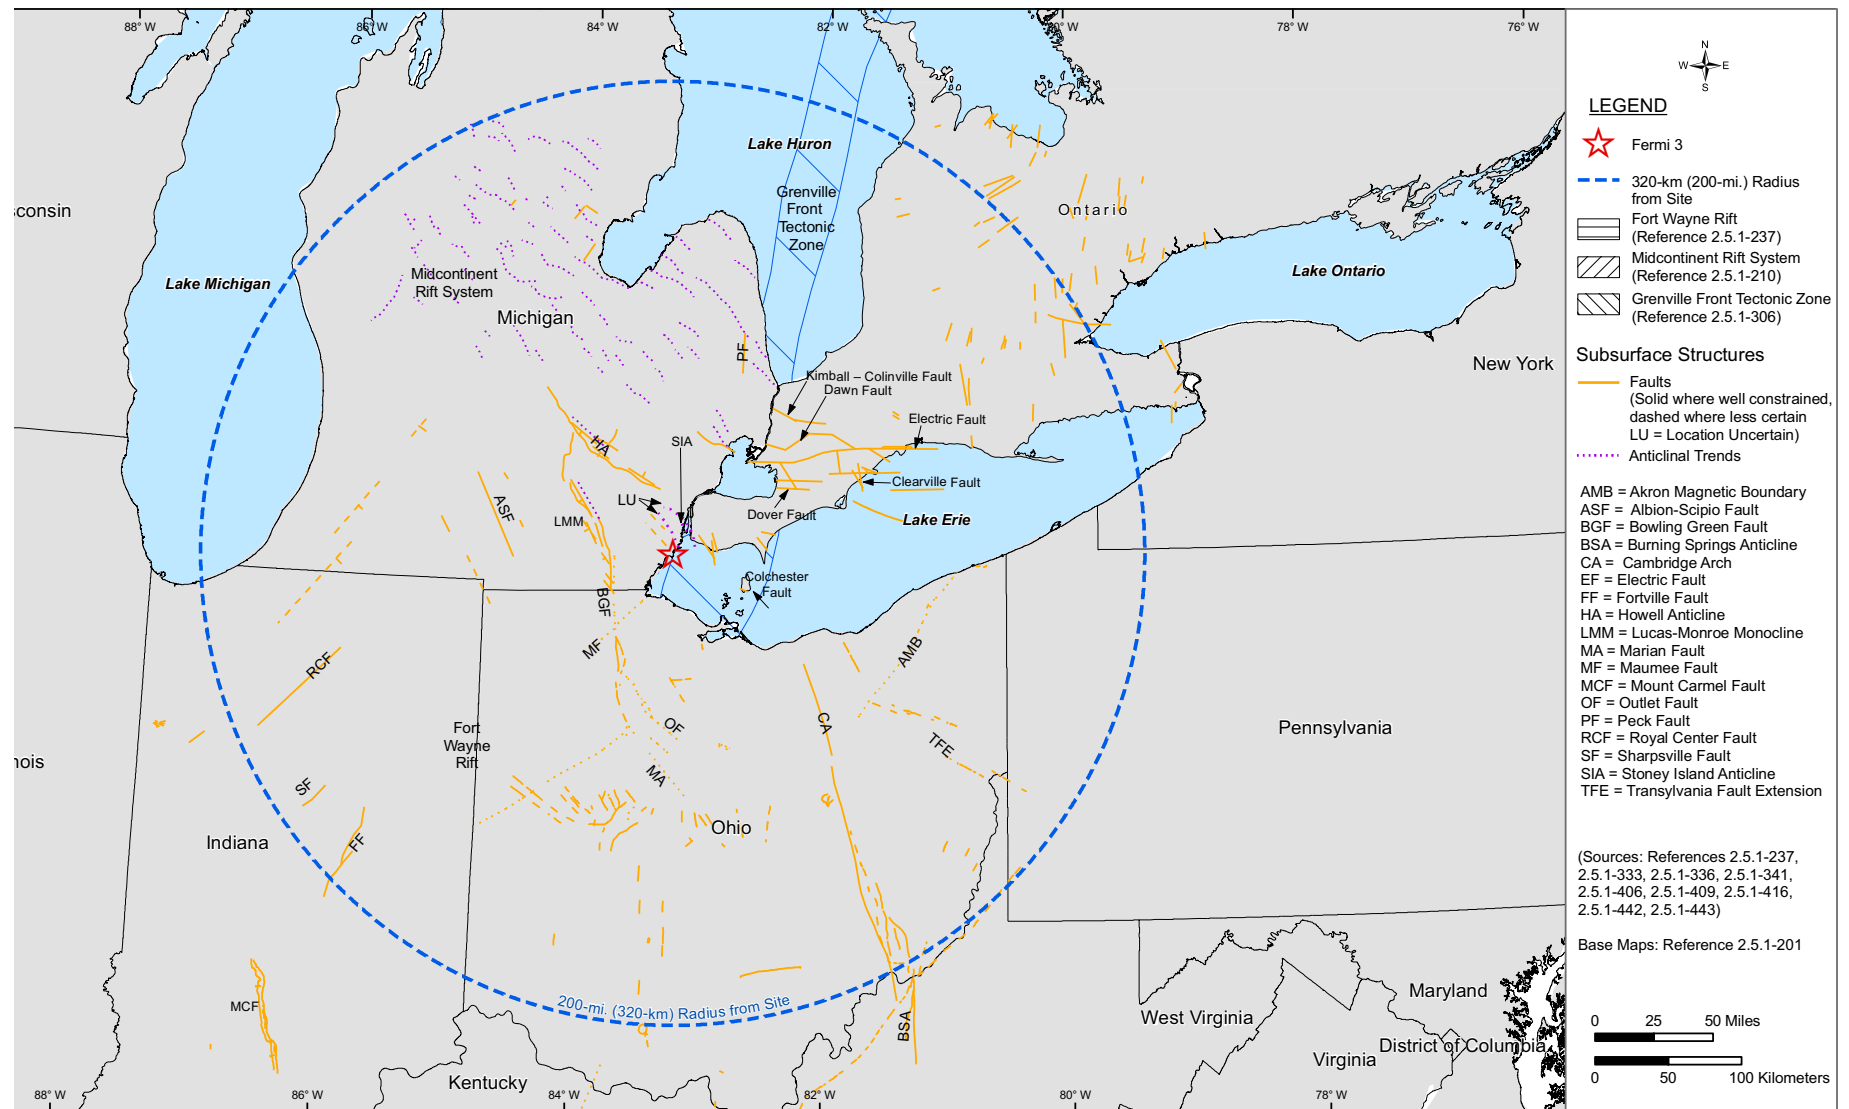 88° W
86° W
84° W
82° W
80° W
78° W
76° W
Lake Huron
Grenville
Front
Tectonic
Zone
Ontario
sconsin
Lake Michigan
Midcontinent
Rift System
Michigan
Lake Ontario
New York
PF
Kimball – Colinville Fault
Dawn Fault
Electric Fault
HA
SIA
Clearville Fault
LU
ASF
LMM
Dover Fault
Lake Erie
Colchester
Fault
BGF
MF
AMB
RCF
OF
CA
Fort
Wayne
Rift
TFE
Pennsylvania
nois
MA
SF
Ohio
Indiana
FF
MCF
200-mi. (320-km) Radius from Site
BSA
West Virginia
Maryland
Virginia
District of Columbia
Kentucky
88° W
86° W
84° W
82° W
80° W
78° W
N
W
E
S
LEGEND
Fermi 3
320-km (200-mi.) Radius
from Site
Fort Wayne Rift
(Reference 2.5.1-237)
Midcontinent Rift System
(Reference 2.5.1-210)
Grenville Front Tectonic Zone
(Reference 2.5.1-306)
Subsurface Structures
Faults
(Solid where well constrained,
dashed where less certain
LU = Location Uncertain)
Anticlinal Trends
AMB = Akron Magnetic Boundary
ASF = Albion-Scipio Fault
BGF = Bowling Green Fault
BSA = Burning Springs Anticline
CA = Cambridge Arch
EF = Electric Fault
FF = Fortville Fault
HA = Howell Anticline
LMM = Lucas-Monroe Monocline
MA = Marian Fault
MF = Maumee Fault
MCF = Mount Carmel Fault
OF = Outlet Fault
PF = Peck Fault
RCF = Royal Center Fault
SF = Sharpsville Fault
SIA = Stoney Island Anticline
TFE = Transylvania Fault Extension
(Sources: References 2.5.1-237,
2.5.1-333, 2.5.1-336, 2.5.1-341,
2.5.1-406, 2.5.1-409, 2.5.1-416,
2.5.1-442, 2.5.1-443)
Base Maps: Reference 2.5.1-201
0 25 50 Miles
0 50 100 Kilometers